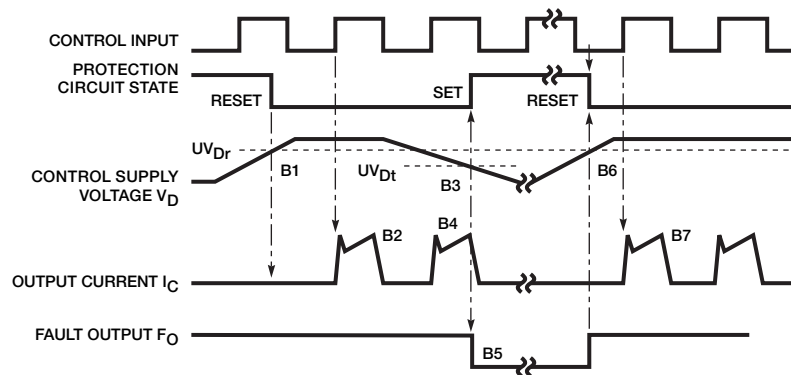 CONTROL INPUT
PROTECTION
CIRCUIT STATE
RESET
SET
RESET
UVDr
B1
UVDt
B3
B6
CONTROL SUPPLY
VOLTAGE VD
B2
B4
B7
OUTPUT CURRENT IC
FAULT OUTPUT FO
B5